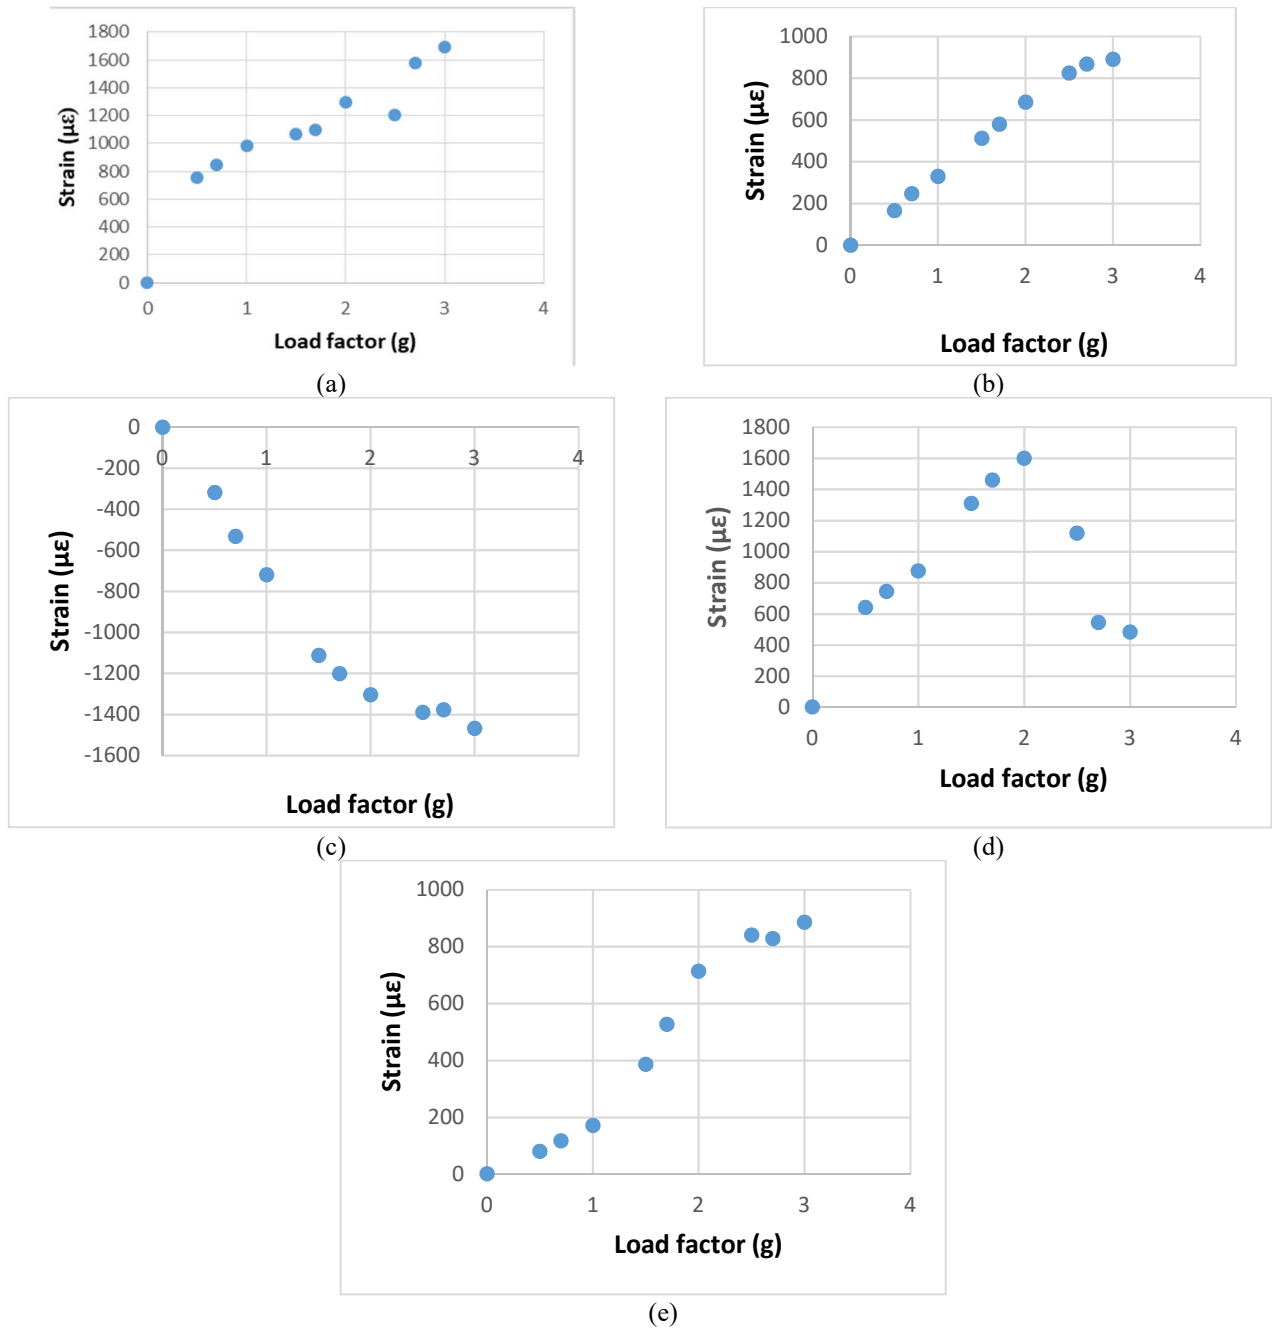 1800
1600
1400
1200
1000
800
600
400
200
0
Strain (με)
0 1 2 3 4
Load factor (g)
(a)
1000
800
600
400
200
0
Strain (με)
0 1 2 3 4
Load factor (g)
(b)
0
-200
-400
-600
-800
-1000
-1200
-1400
-1600
Strain (με)
0 1 2 3 4
Load factor (g)
(c)
1800
1600
1400
1200
1000
800
600
400
200
0
Strain (με)
0 1 2 3 4
Load factor (g)
(d)
1000
800
600
400
200
0
Strain (με)
0 1 2 3 4
Load factor (g)
(e)